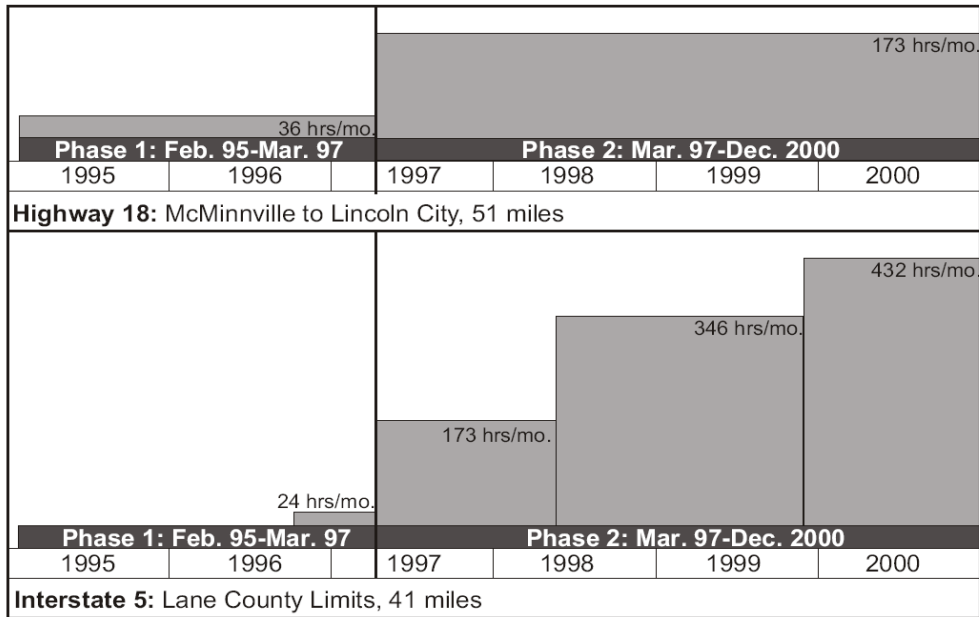 173 hrs/mo.
36 hrs/mo.
Phase 1: Feb. 95-Mar. 97 Phase 2: Mar. 97-Dec. 2000
1995 1996 1997 1998 1999 2000
Highway 18: McMinnville to Lincoln City, 51 miles
432 hrs/mo.
346 hrs/mo.
173 hrs/mo.
24 hrs/mo.
Phase 1: Feb. 95-Mar. 97 Phase 2: Mar. 97-Dec. 2000
1995 1996 1997 1998 1999 2000
Interstate 5: Lane County Limits, 41 miles